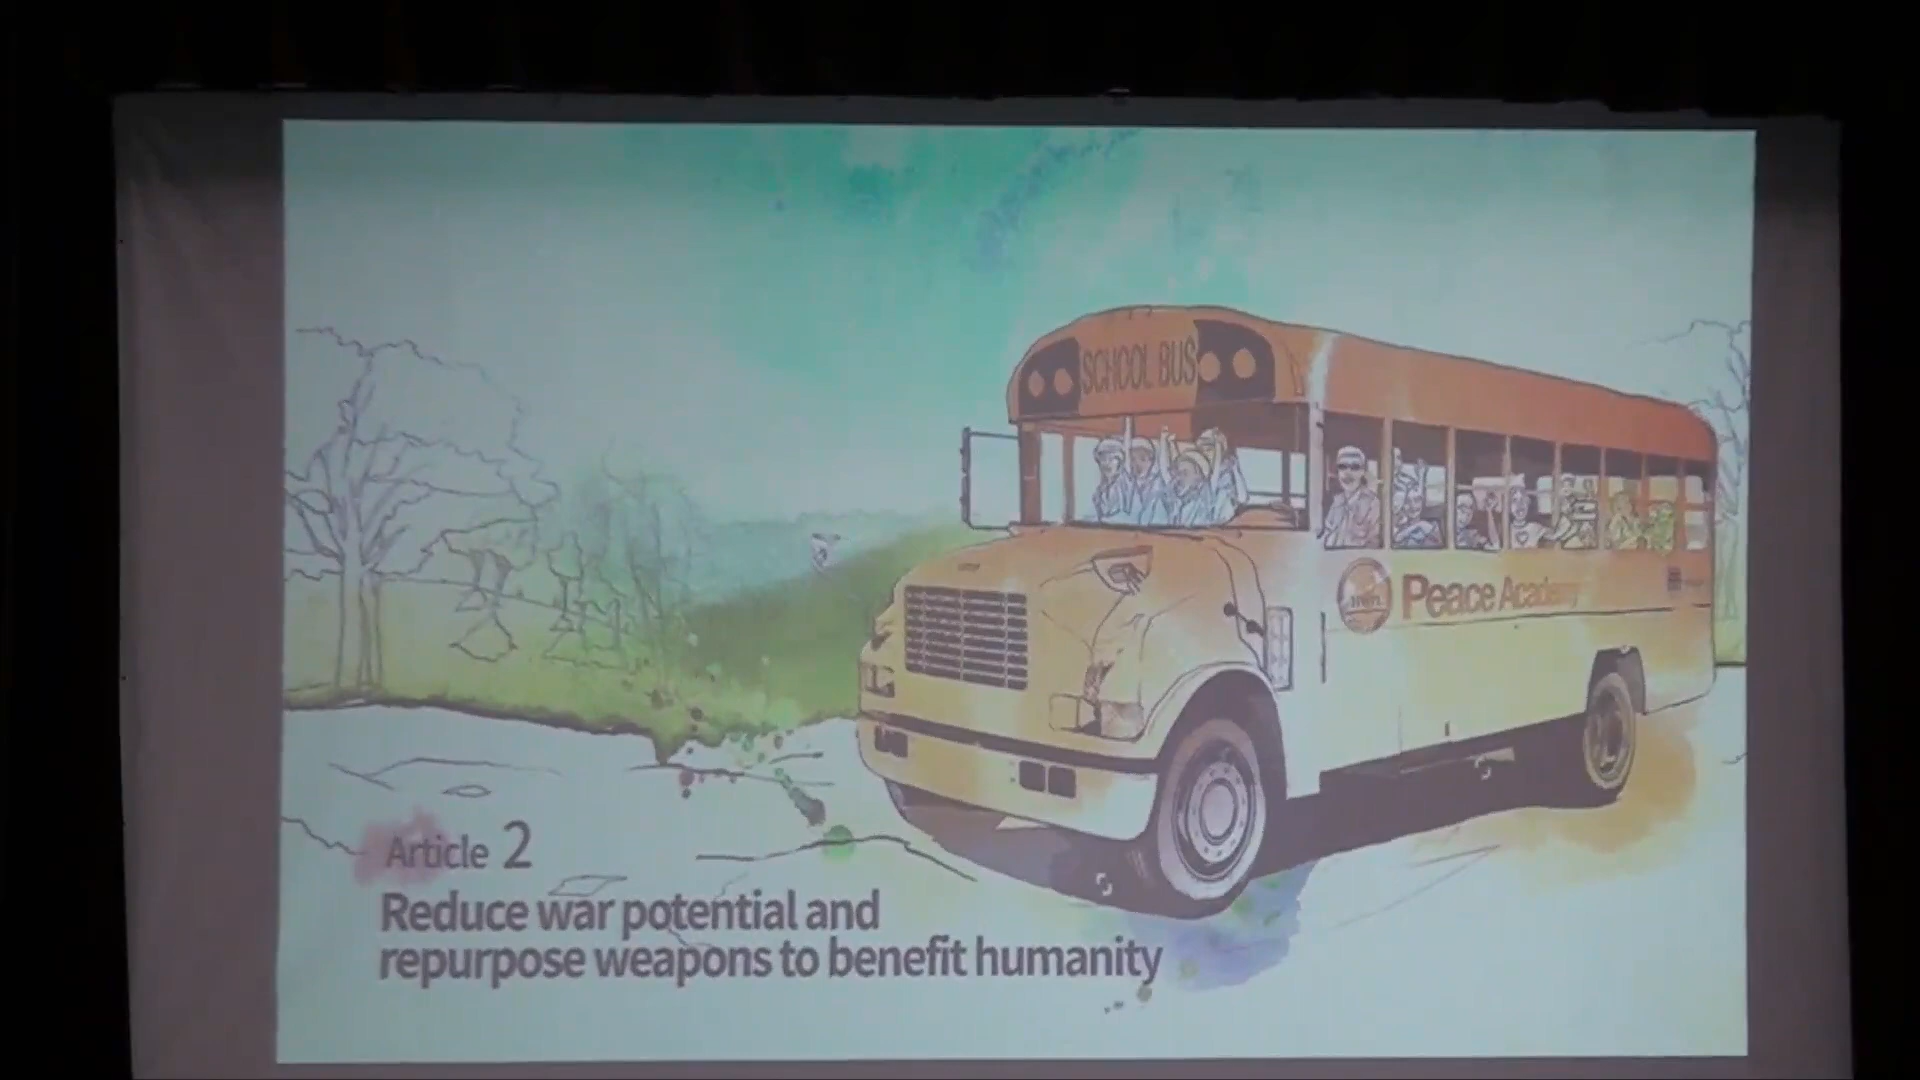 SCHOOL BUS
Peace Academy
Article 2
Reduce war potential and
repurpose weapons to benefit humanity